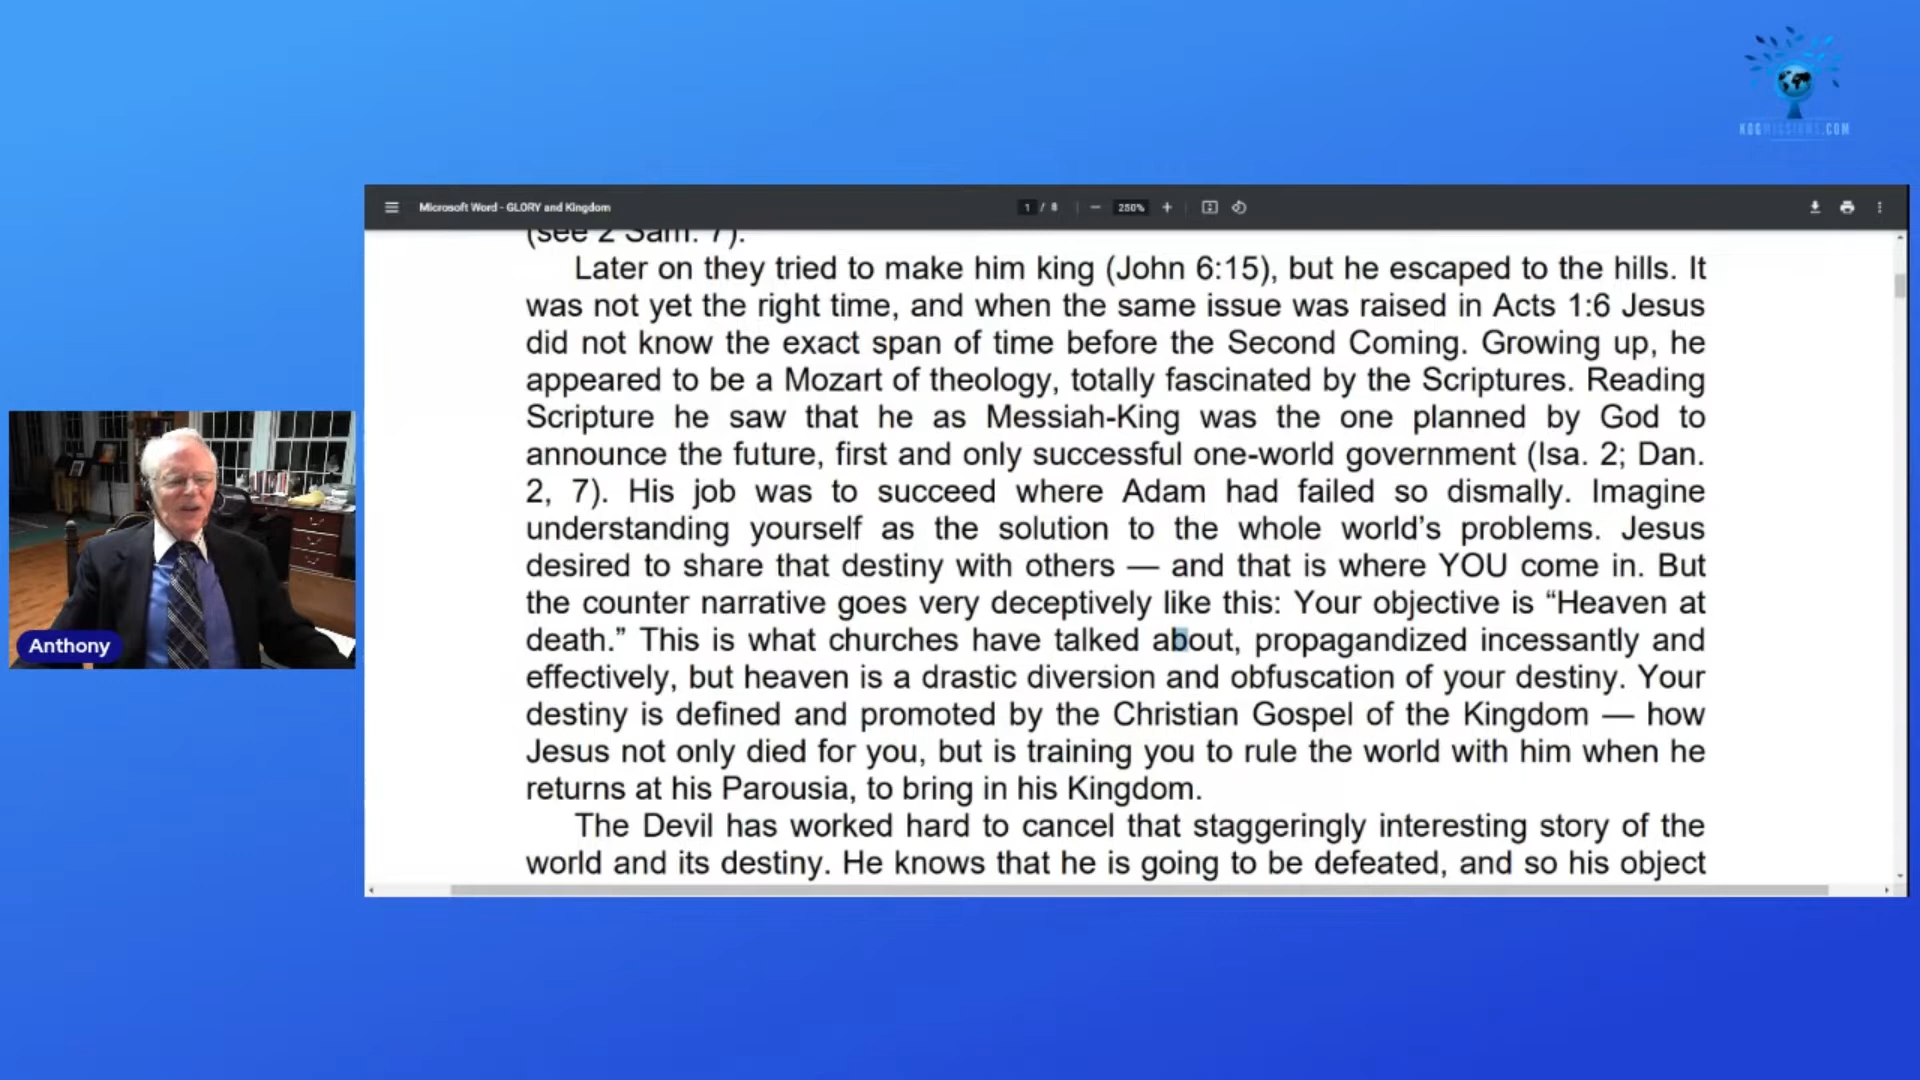 KOGMISSIONS.COM
Microsoft Word - GLORY and Kingdom
1 / 8
250%
(see 2 Sam. 7).
Later on they tried to make him king (John 6:15), but he escaped to the hills. It
was not yet the right time, and when the same issue was raised in Acts 1:6 Jesus
did not know the exact span of time before the Second Coming. Growing up, he
appeared to be a Mozart of theology, totally fascinated by the Scriptures. Reading
Scripture he saw that he as Messiah-King was the one planned by God to
announce the future, first and only successful one-world government (Isa. 2; Dan.
2, 7). His job was to succeed where Adam had failed so dismally. Imagine
understanding yourself as the solution to the whole world’s problems. Jesus
desired to share that destiny with others — and that is where YOU come in. But
the counter narrative goes very deceptively like this: Your objective is “Heaven at
death.” This is what churches have talked about, propagandized incessantly and
effectively, but heaven is a drastic diversion and obfuscation of your destiny. Your
destiny is defined and promoted by the Christian Gospel of the Kingdom — how
Jesus not only died for you, but is training you to rule the world with him when he
returns at his Parousia, to bring in his Kingdom.
The Devil has worked hard to cancel that staggeringly interesting story of the
world and its destiny. He knows that he is going to be defeated, and so his object
Anthony